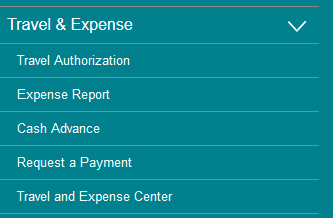 Travel & Expense
Travel Authorization
Expense Report
Cash Advance
Request a Payment
Travel and Expense Center